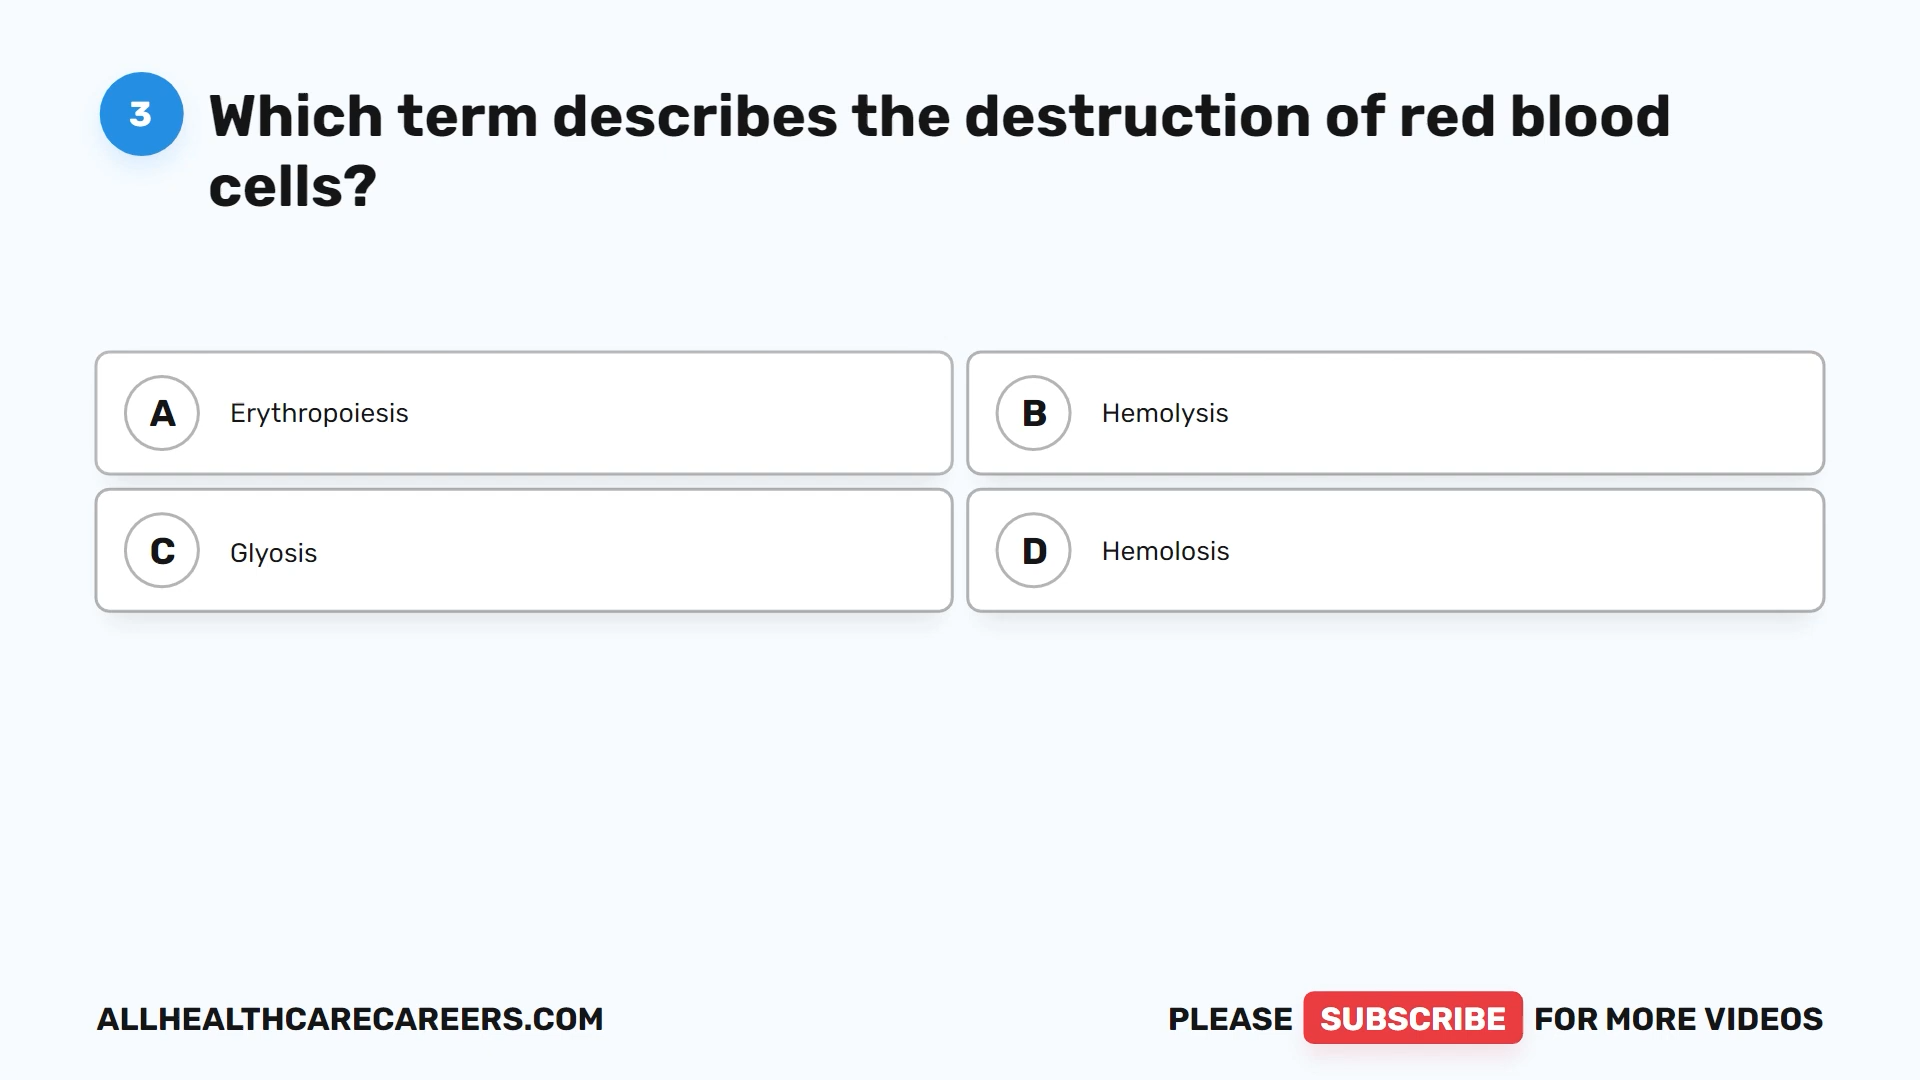 3
Which term describes the destruction of red blood
cells?
A Erythropoiesis
B Hemolysis
C Glyosis
D Hemolosis
ALLHEALTHCARECAREERS.COM
PLEASE SUBSCRIBE FOR MORE VIDEOS